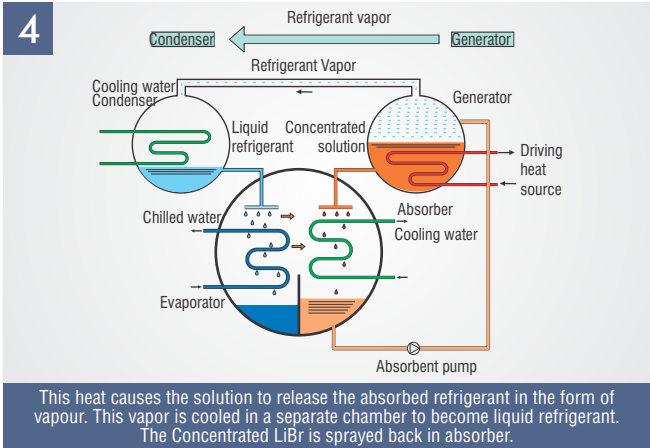 4
Refrigerant vapor
Condenser
Generator
Refrigerant Vapor
Cooling water
Condenser
Generator
Liquid
refrigerant
Concentrated
solution
Driving
heat
source
Chilled water
Absorber
Cooling water
Evaporator
Absorbent pump
This heat causes the solution to release the absorbed refrigerant in the form of
vapour. This vapor is cooled in a separate chamber to become liquid refrigerant.
The Concentrated LiBr is sprayed back in absorber.